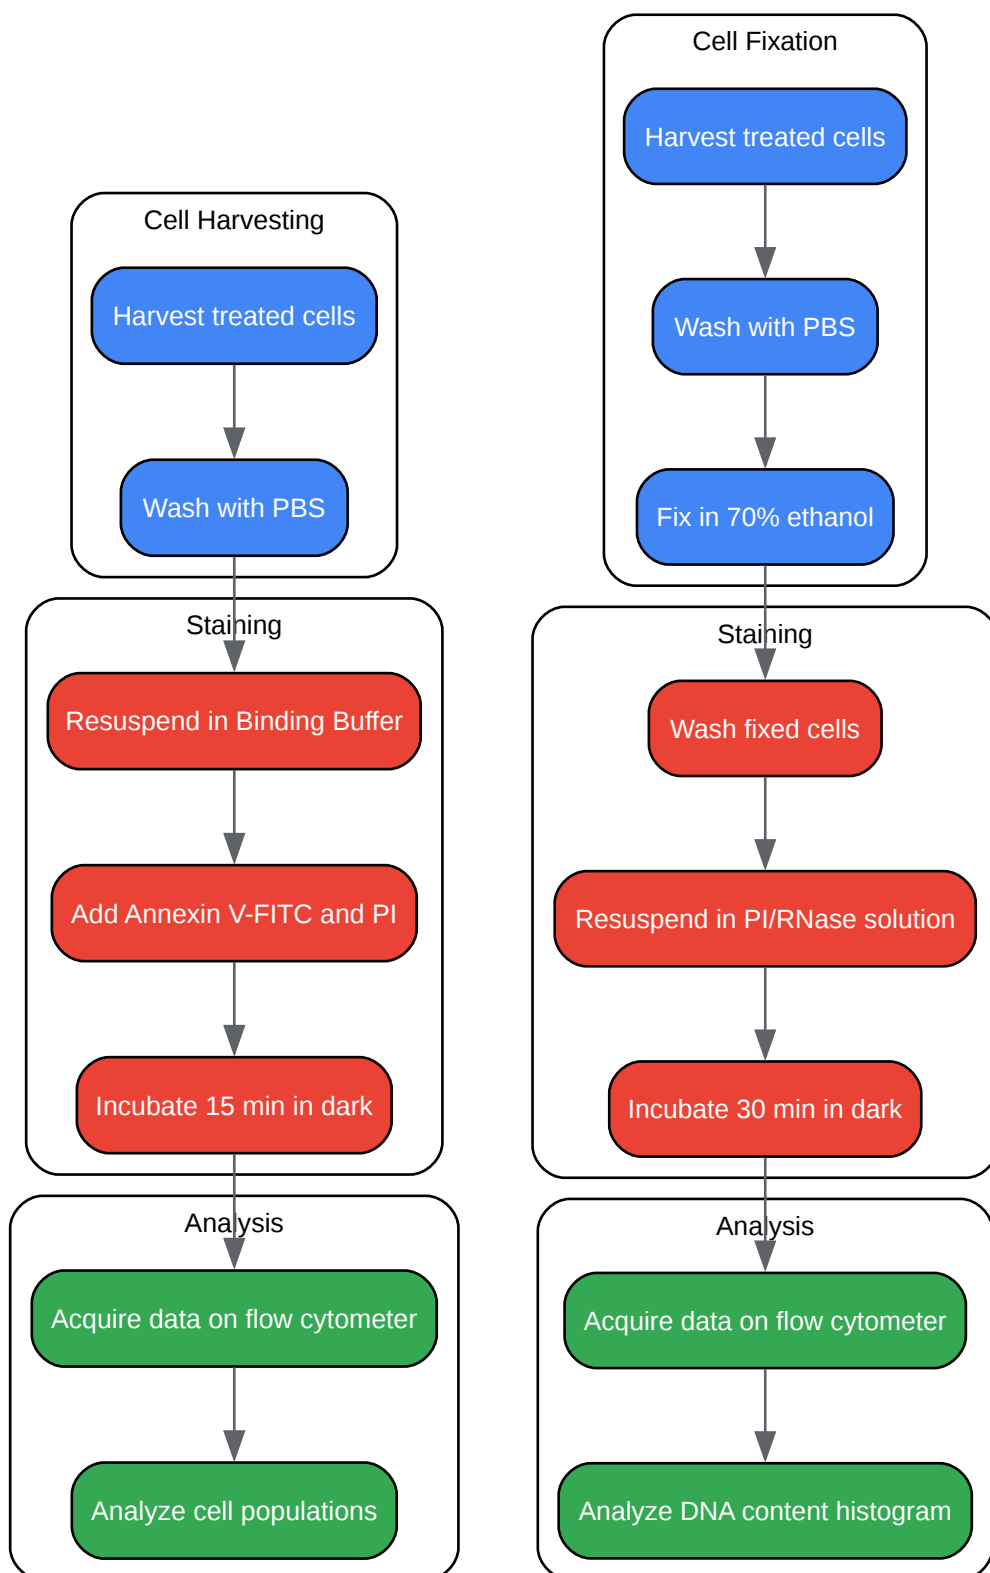 Cell Harvesting
Harvest treated cells
Wash with PBS
Staining
Resuspend in Binding Buffer
Add Annexin V-FITC and PI
Incubate 15 min in dark
Analysis
Acquire data on flow cytometer
Analyze cell populations
Cell Fixation
Harvest treated cells
Wash with PBS
Fix in 70% ethanol
Staining
Wash fixed cells
Resuspend in PI/RNase solution
Incubate 30 min in dark
Analysis
Acquire data on flow cytometer
Analyze DNA content histogram